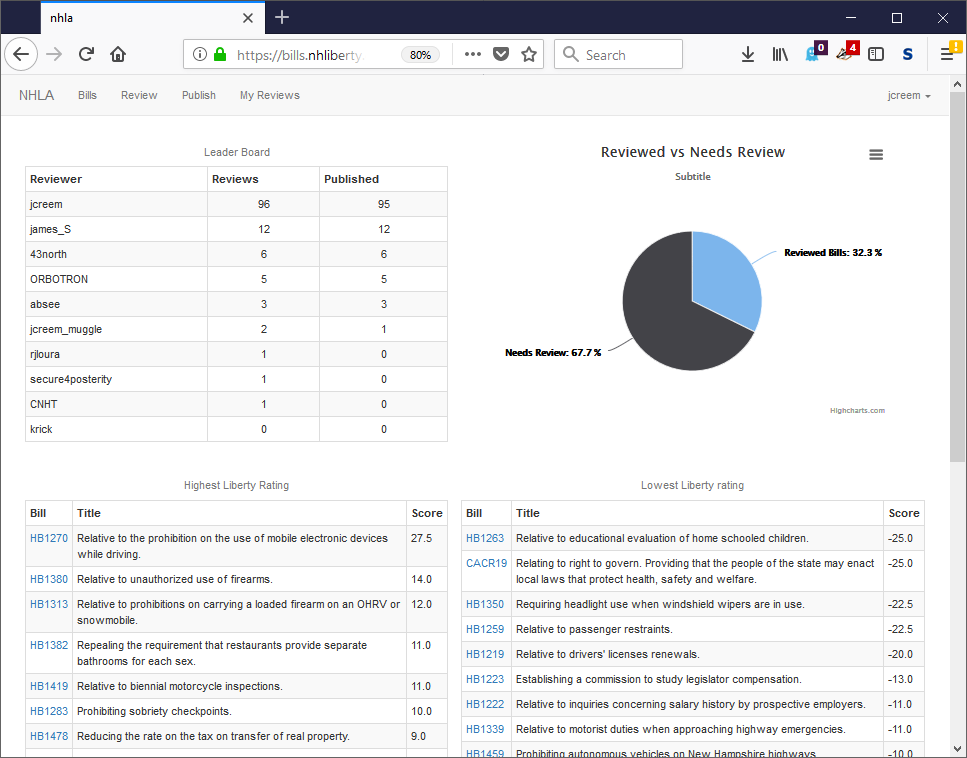 nhla
https://bills.nhliberty
80%
Search
0
4
S
NHLA Bills Review Publish My Reviews jcreem
Leader Board
Reviewer Reviews Published
jcreem 96 95
james_S 12 12
43north 6 6
ORBOTRON 5 5
absee 3 3
jcreem_muggle 2 1
rjloura 1 0
secure4posterity 1 0
CNHT 1 0
krick 0 0
Reviewed vs Needs Review
Subtitle
Reviewed Bills: 32.3 %
Needs Review: 67.7 %
Highcharts.com
Highest Liberty Rating
Bill Title Score
HB1270 Relative to the prohibition on the use of mobile electronic devices 27.5
while driving.
HB1380 Relative to unauthorized use of firearms. 14.0
HB1313 Relative to prohibitions on carrying a loaded firearm on an OHRV or 12.0
snowmobile.
HB1382 Repealing the requirement that restaurants provide separate 11.0
bathrooms for each sex.
HB1419 Relative to biennial motorcycle inspections. 11.0
HB1283 Prohibiting sobriety checkpoints. 10.0
HB1478 Reducing the rate on the tax on transfer of real property. 9.0
Lowest Liberty rating
Bill Title Score
HB1263 Relative to educational evaluation of home schooled children. -25.0
CACR19 Relating to right to govern. Providing that the people of the state may enact -25.0
local laws that protect health, safety and welfare.
HB1350 Requiring headlight use when windshield wipers are in use. -22.5
HB1259 Relative to passenger restraints. -22.5
HB1219 Relative to drivers' licenses renewals. -20.0
HB1223 Establishing a commission to study legislator compensation. -13.0
HB1222 Relative to inquiries concerning salary history by prospective employers. -11.0
HB1339 Relative to motorist duties when approaching highway emergencies. -11.0
HB1459 Prohibiting autonomous vehicles on New Hampshire highways -10.0